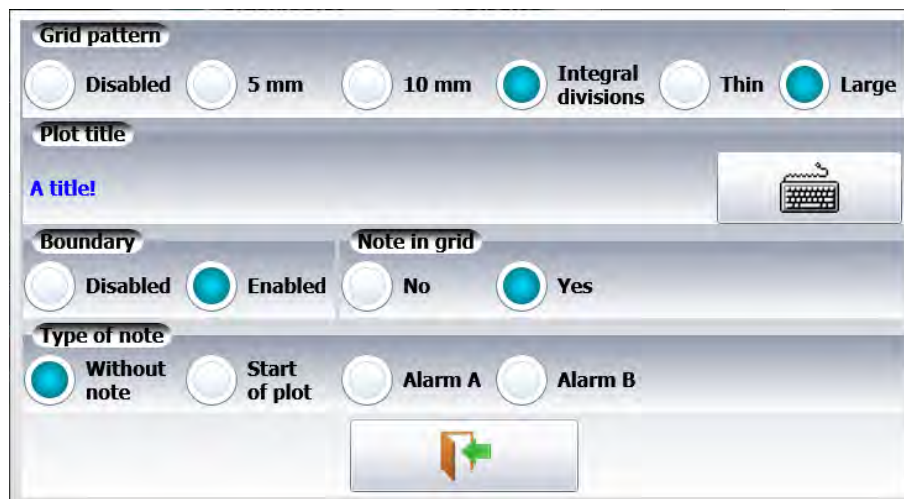 Grid pattern
Disabled 5 mm 10 mm Integral divisions Thin Large
Plot title
A title!
Boundary Note in grid
Disabled Enabled No Yes
Type of note
Without note Start of plot Alarm A Alarm B